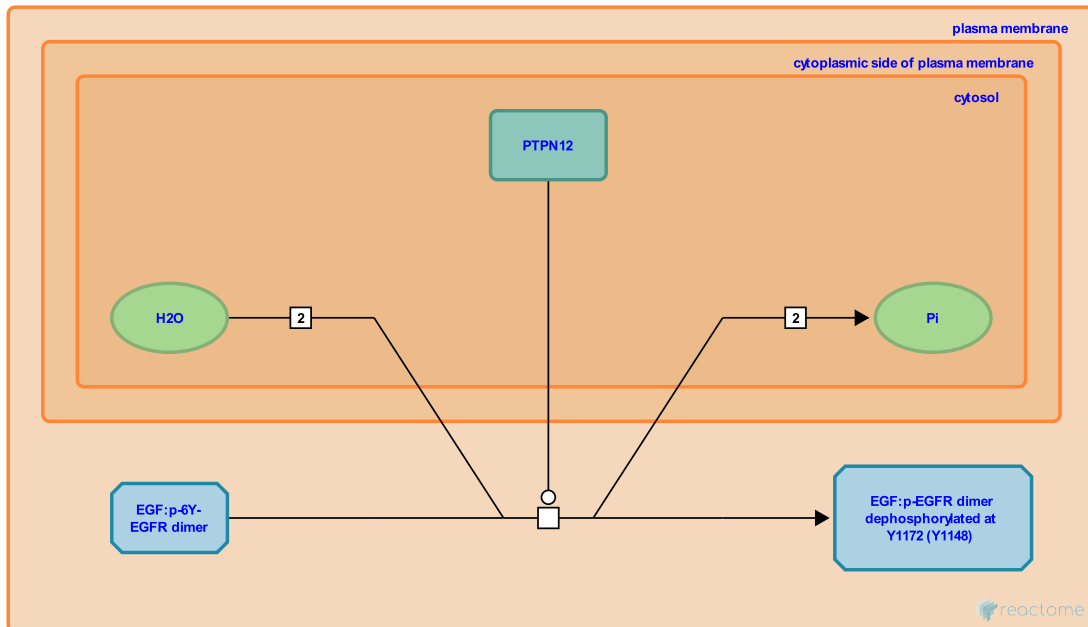 plasma membrane
cytoplasmic side of plasma membrane
cytosol
PTPN12
H2O
2
2
Pi
EGF:p-6Y-
EGFR dimer
EGF:p-EGFR dimer
dephosphorylated at
Y1172 (Y1148)
reactome